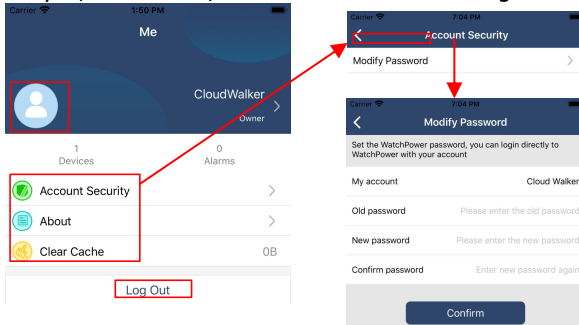 Carrier 1:50 PM
Me
CloudWalker
Owner
1 0
Devices Alarms
Account Security
About
Clear Cache 0B
Log Out
Carrier 7:04 PM
Account Security
Modify Password
Carrier 7:04 PM
Modify Password
Set the WatchPower password, you can login directly to
WatchPower with your account
My account Cloud Walker
Old password Please enter the old password
New password Please enter the new password
Confirm password Enter new password again
Confirm